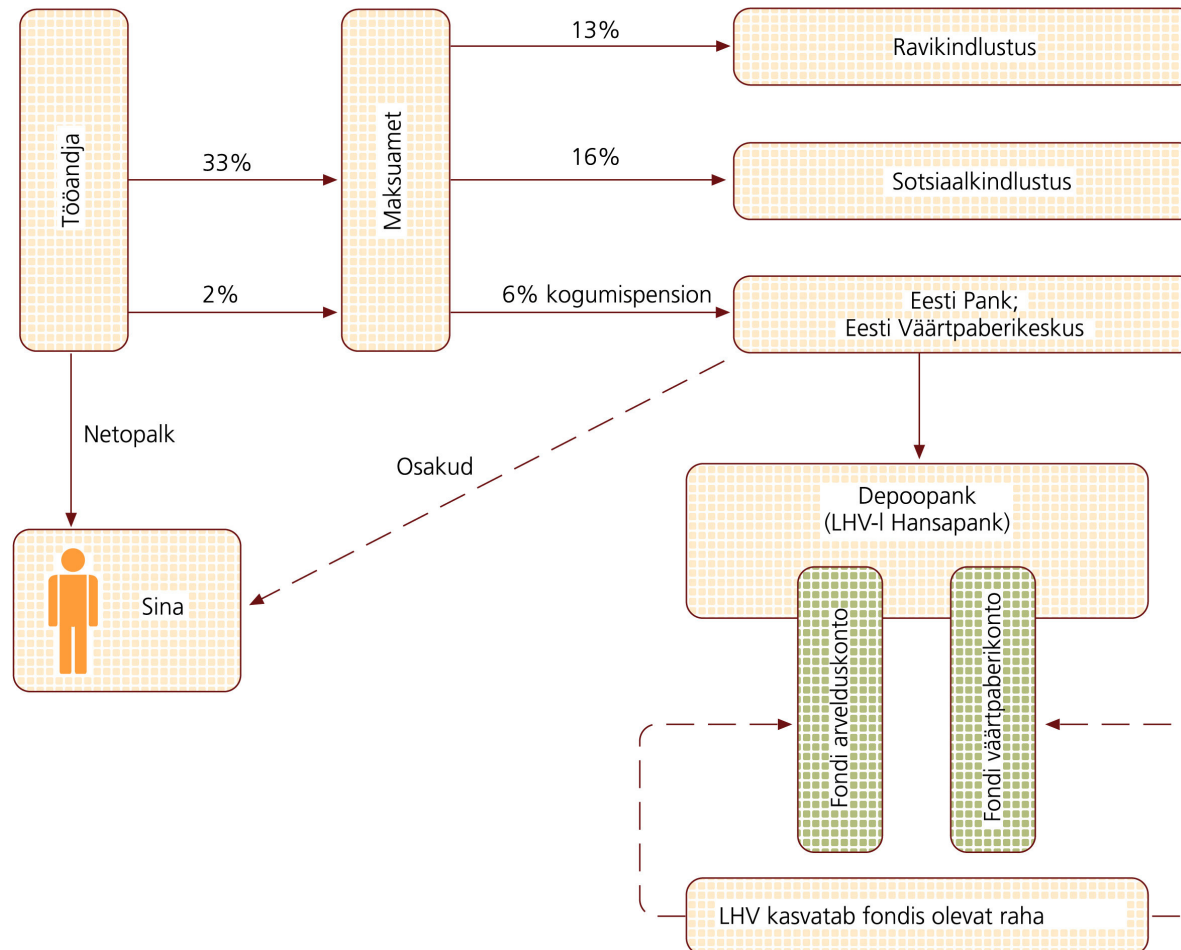 Tööandja
33%
2%
Maksuamet
13%
16%
6% kogumispension
Ravikindlustus
Sotsiaalkindlustus
Eesti Pank;
Eesti Väärtpaberikeskus
Netopalk
Osakud
Sina
Depoopank
(LHV-l Hansapank)
Fondi arvelduskonto
Fondi väärtpaberikonto
LHV kasvatab fondis olevat raha